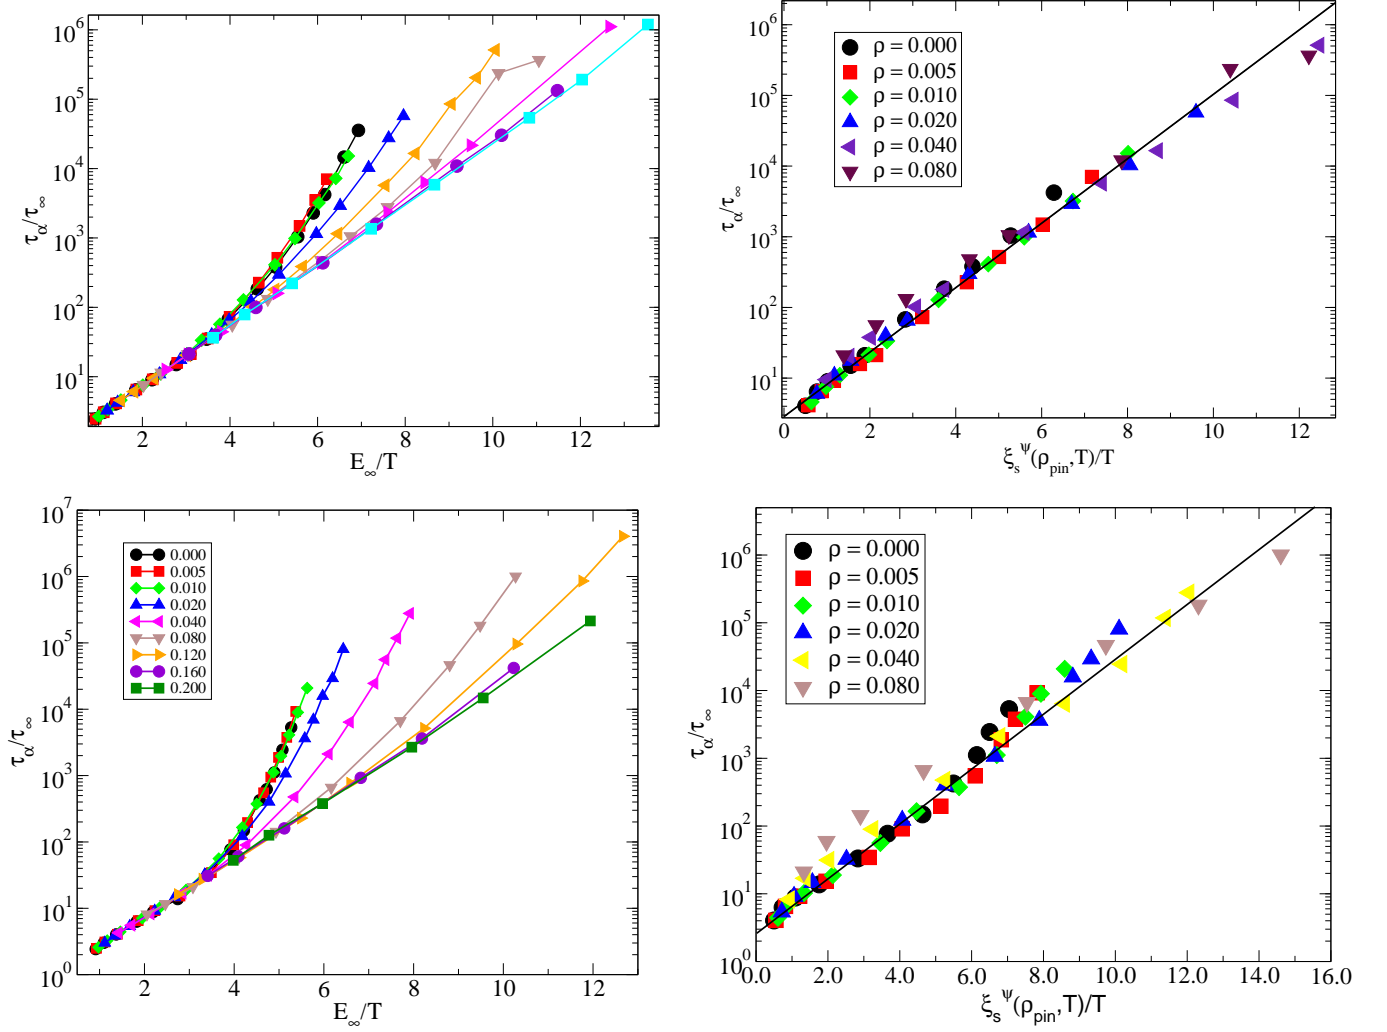 10^6
10^5
10^4
10^3
10^2
10^1
τ_α/τ_∞
2 4 6 8 10 12
E_∞/T
10^6
10^5
10^4
10^3
10^2
10^1
τ_α/τ_∞
ρ = 0.000
ρ = 0.005
ρ = 0.010
ρ = 0.020
ρ = 0.040
ρ = 0.080
0 2 4 6 8 10 12
ξ_s^ψ(ρ_pin,T)/T
10^7
10^6
10^5
10^4
10^3
10^2
10^1
10^0
τ_α/τ_∞
0.000
0.005
0.010
0.020
0.040
0.080
0.120
0.160
0.200
2 4 6 8 10 12
E_∞/T
10^6
10^5
10^4
10^3
10^2
10^1
10^0
τ_α/τ_∞
ρ = 0.000
ρ = 0.005
ρ = 0.010
ρ = 0.020
ρ = 0.040
ρ = 0.080
0.0 2.0 4.0 6.0 8.0 10.0 12.0 14.0 16.0
ξ_s^ψ(ρ_pin,T)/T